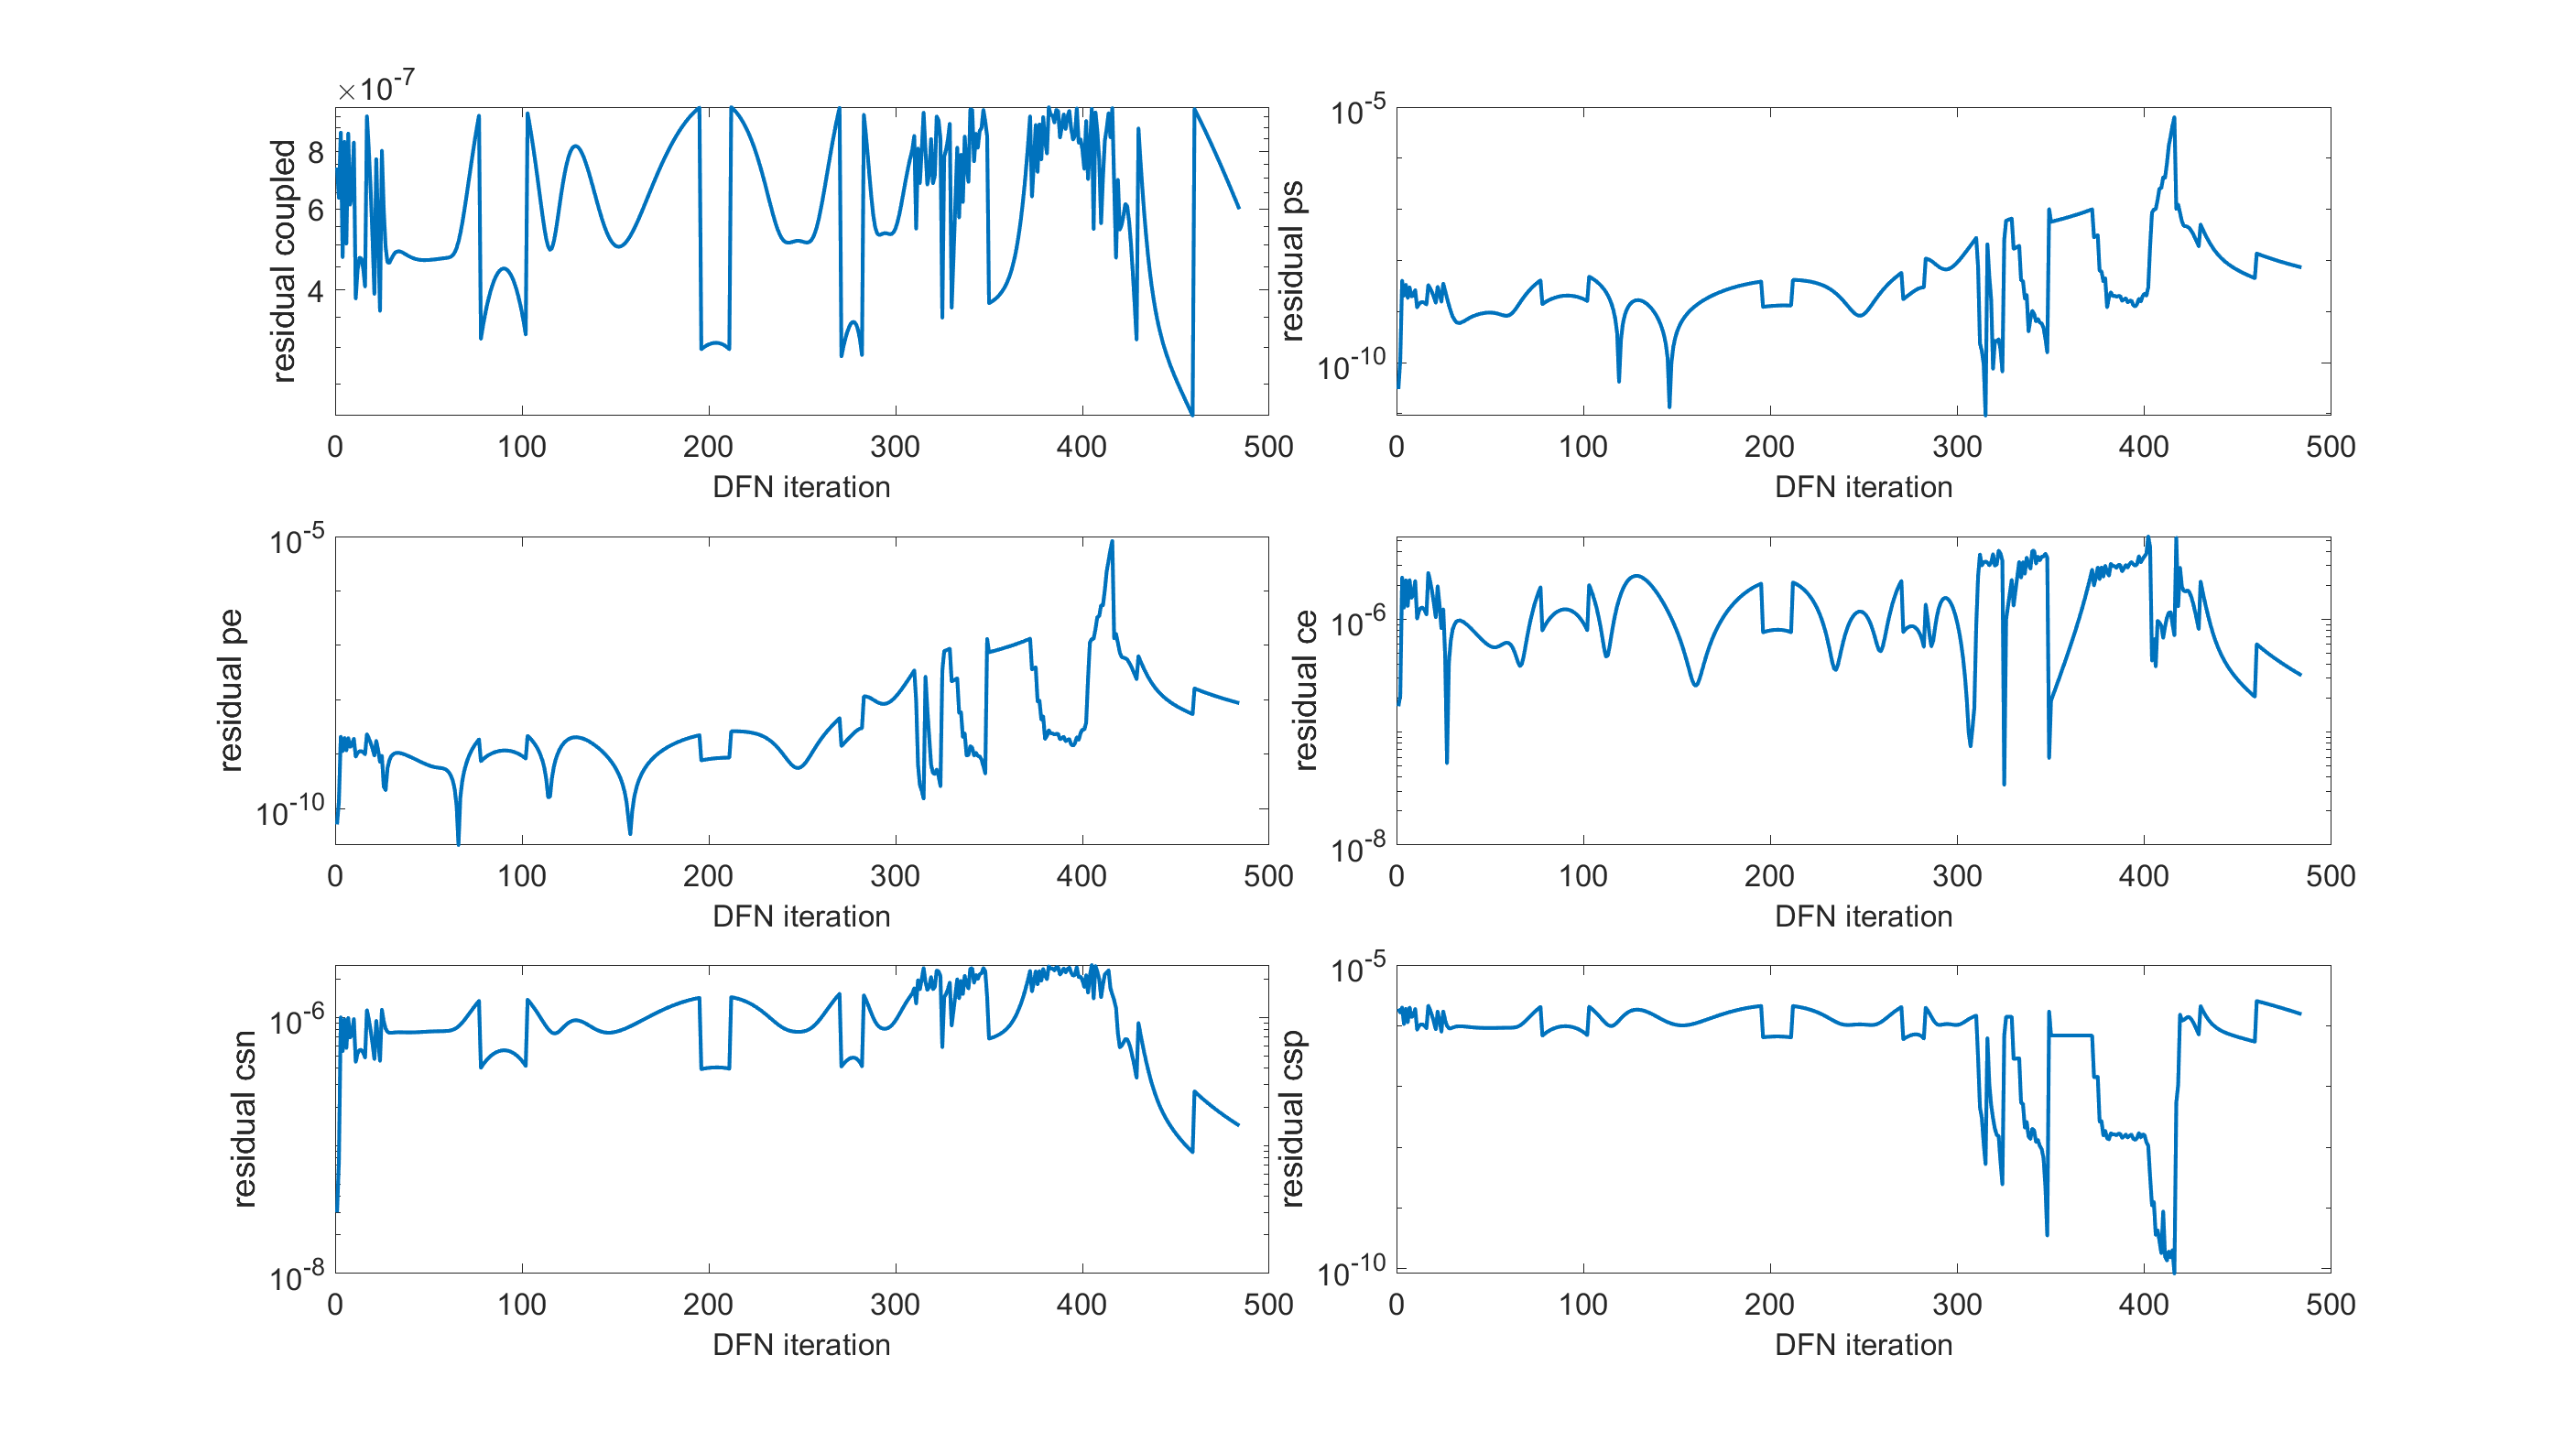 ×10-7
residual coupled
8
6
4
0 100 200 300 400 500
DFN iteration
residual ps
10-5
10-10
0 100 200 300 400 500
DFN iteration
residual pe
10-5
10-10
0 100 200 300 400 500
DFN iteration
residual ce
10-6
10-8
0 100 200 300 400 500
DFN iteration
residual csn
10-6
10-8
0 100 200 300 400 500
DFN iteration
residual csp
10-5
10-10
0 100 200 300 400 500
DFN iteration